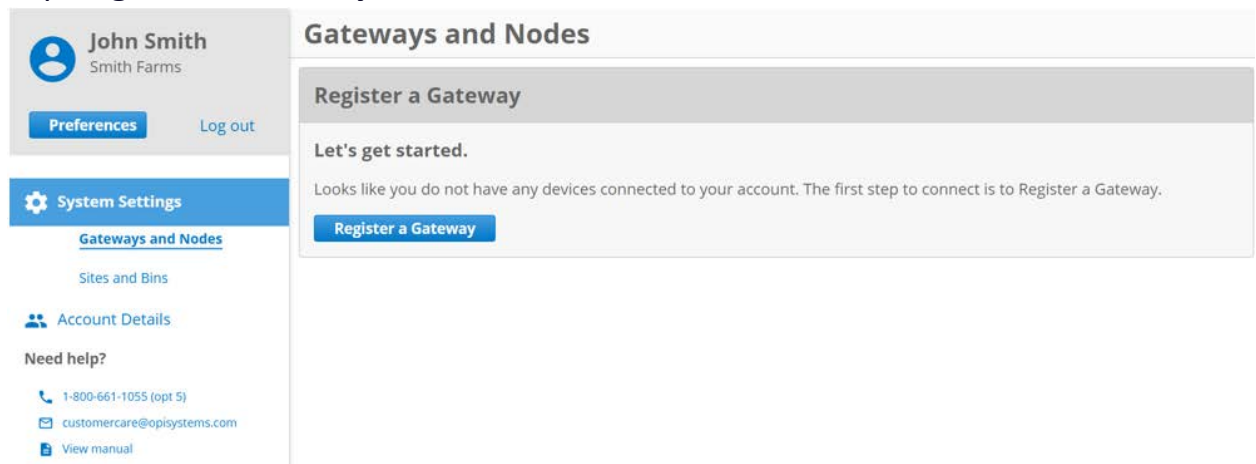 John Smith
Smith Farms
Preferences
Log out
System Settings
Gateways and Nodes
Sites and Bins
Account Details
Need help?
1-800-661-1055 (opt 5)
customercare@opisystems.com
View manual
Gateways and Nodes
Register a Gateway
Let's get started.
Looks like you do not have any devices connected to your account. The first step to connect is to Register a Gateway.
Register a Gateway